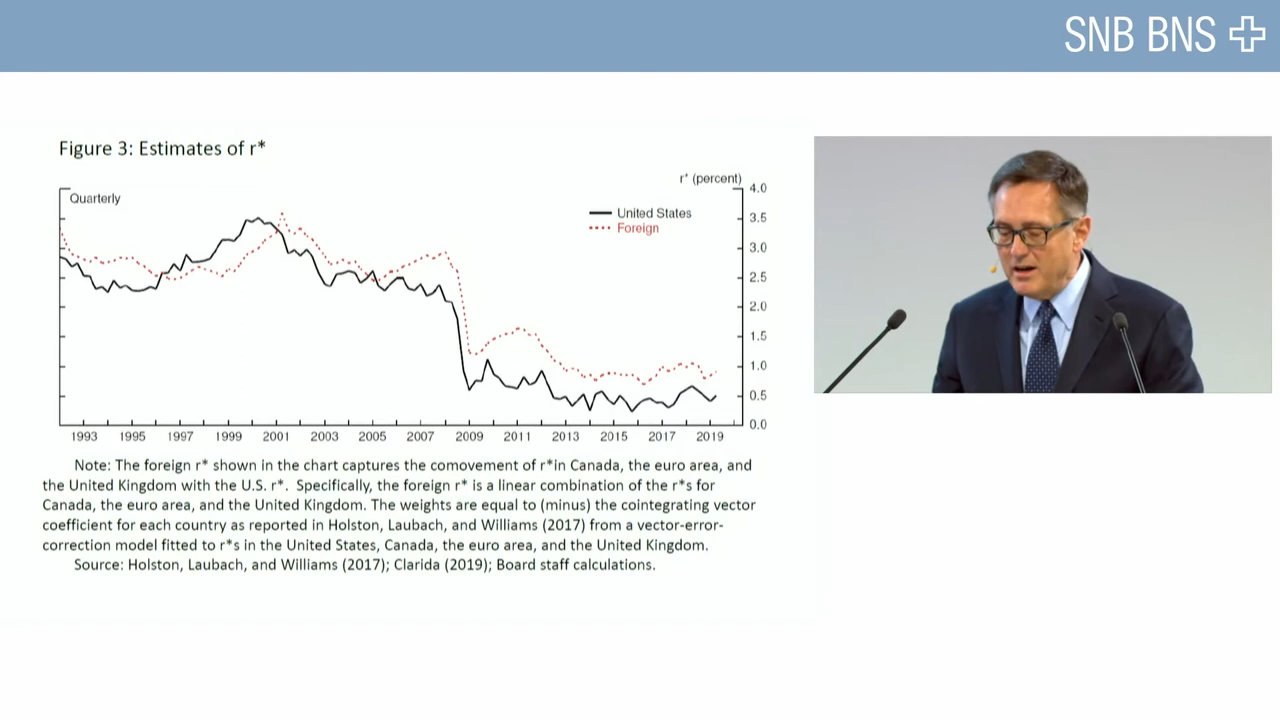 SNB BNS
Figure 3: Estimates of r*
r* (percent)
Quarterly
United States
Foreign
4.0
3.5
3.0
2.5
2.0
1.5
1.0
0.5
0.0
1993 1995 1997 1999 2001 2003 2005 2007 2009 2011 2013 2015 2017 2019
Note: The foreign r* shown in the chart captures the comovement of r*in Canada, the euro area, and
the United Kingdom with the U.S. r*. Specifically, the foreign r* is a linear combination of the r*s for
Canada, the euro area, and the United Kingdom. The weights are equal to (minus) the cointegrating vector
coefficient for each country as reported in Holston, Laubach, and Williams (2017) from a vector-error-
correction model fitted to r*s in the United States, Canada, the euro area, and the United Kingdom.
Source: Holston, Laubach, and Williams (2017); Clarida (2019); Board staff calculations.